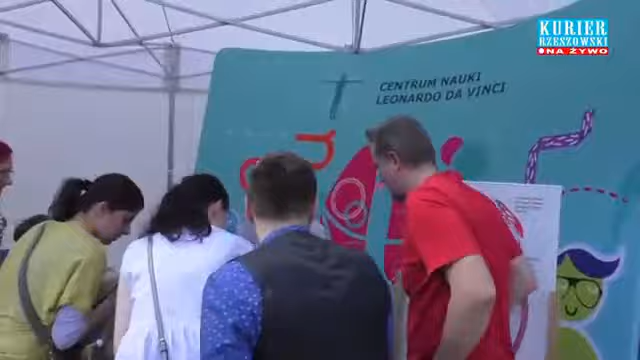 KURIER
RZESZOWSKI
NA ŻYWO
CENTRUM NAUKI
LEONARDO DA VINCI